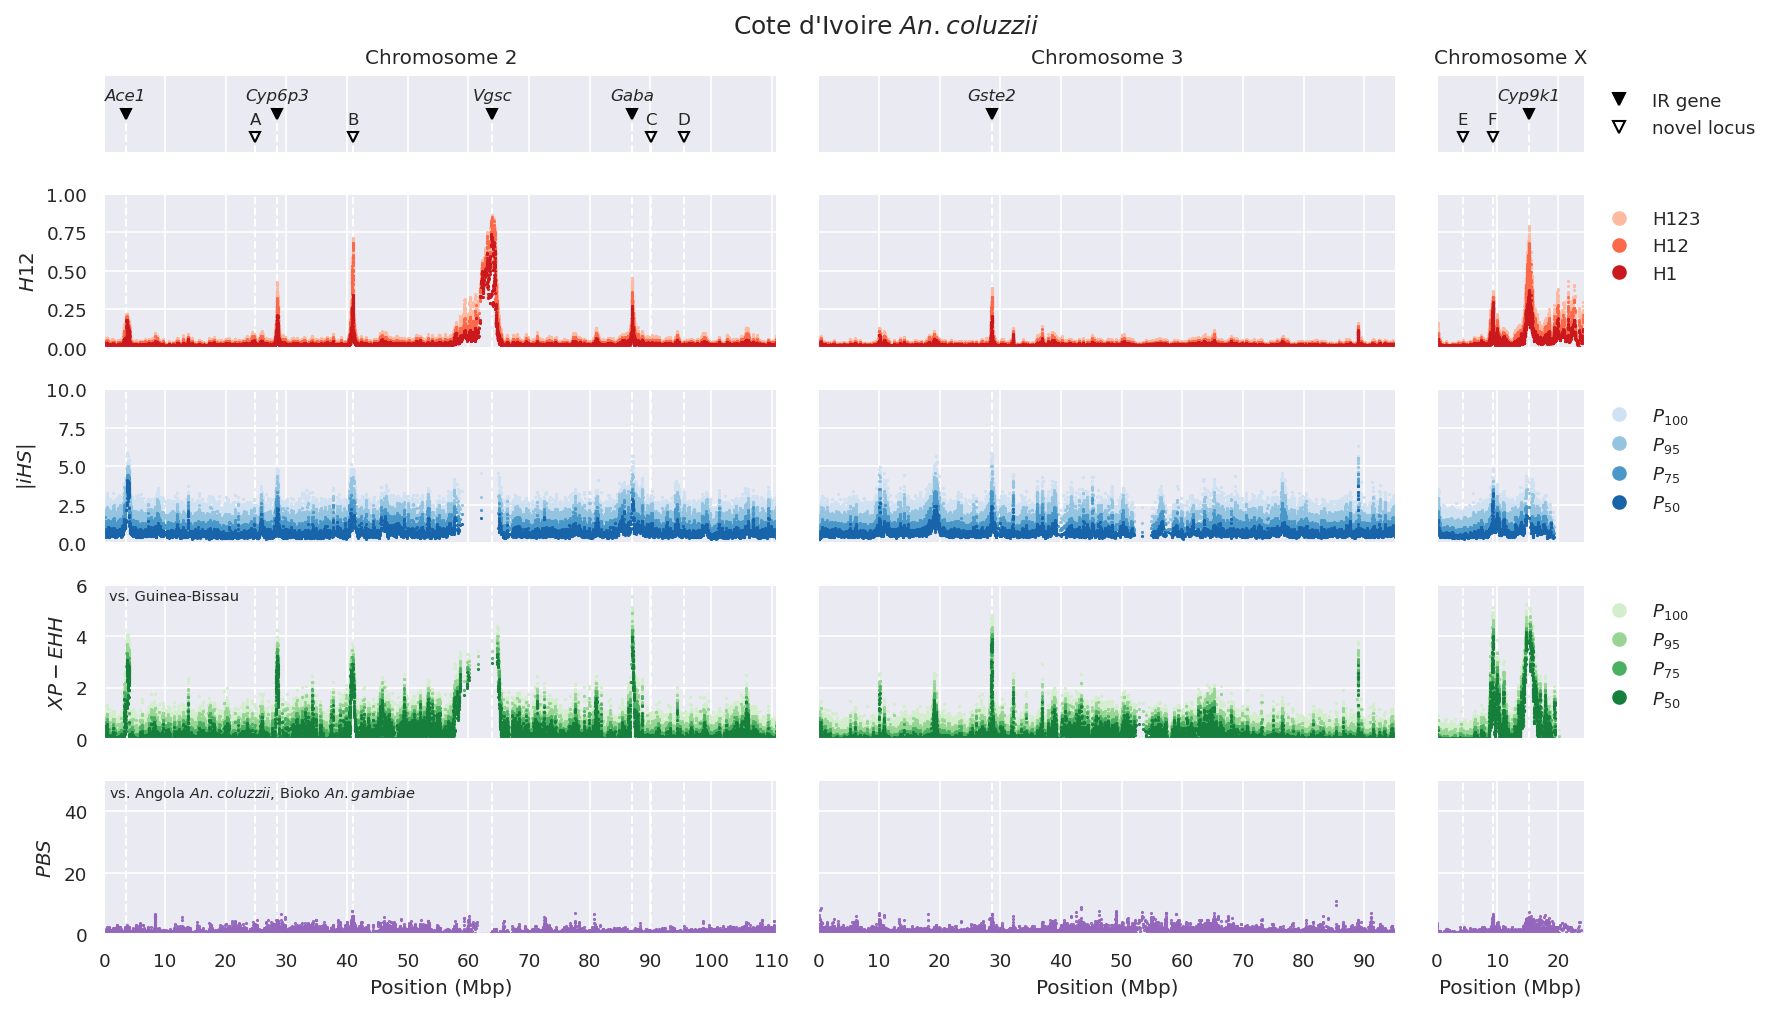 Cote d'Ivoire An. coluzzii
Chromosome 2
Chromosome 3
Chromosome X
Ace1
Cyp6p3
Vgsc
Gaba
Gste2
Cyp9k1
A
B
C
D
E
F
IR gene
novel locus
H12
1.00
0.75
0.50
0.25
0.00
H123
H12
H1
|iHS|
10.0
7.5
5.0
2.5
0.0
P100
P95
P75
P50
XP − EHH
6
4
2
0
vs. Guinea-Bissau
P100
P95
P75
P50
PBS
40
20
0
vs. Angola An. coluzzii, Bioko An. gambiae
0 10 20 30 40 50 60 70 80 90 100 110
0 10 20 30 40 50 60 70 80 90
0 10 20
Position (Mbp)
Position (Mbp)
Position (Mbp)